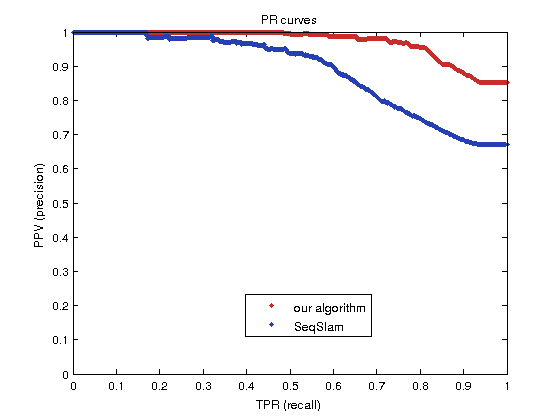 PR curves
1
0.9
0.8
0.7
0.6
0.5
0.4
0.3
0.2
0.1
0
PPV (precision)
our algorithm
SeqSlam
0 0.1 0.2 0.3 0.4 0.5 0.6 0.7 0.8 0.9 1
TPR (recall)